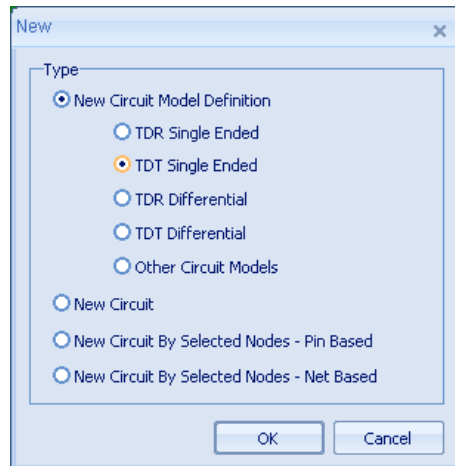 New
Type
New Circuit Model Definition
TDR Single Ended
TDT Single Ended
TDR Differential
TDT Differential
Other Circuit Models
New Circuit
New Circuit By Selected Nodes - Pin Based
New Circuit By Selected Nodes - Net Based
OK Cancel